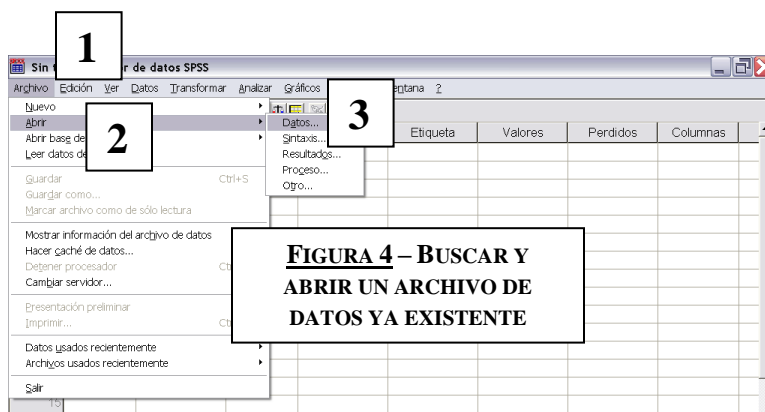 1
Sin r de datos SPSS
Archivo Edición Ver Datos Transformar Analizar Gráficos entana ?
Nuevo
Abrir
Abrir base de
Leer datos de
2
Guardar Ctrl+S
Guardar como...
Marcar archivo como de sólo lectura
Mostrar información del archivo de datos
Hacer caché de datos...
Detener procesador
Cambiar servidor...
Presentación preliminar
Imprimir...
Datos usados recientemente
Archivos usados recientemente
Salir
15
Datos...
Sintaxis...
Resultados...
Proceso...
Otro...
3
Etiqueta Valores Perdidos Columnas
FIGURA 4 – BUSCAR Y
ABRIR UN ARCHIVO DE
DATOS YA EXISTENTE